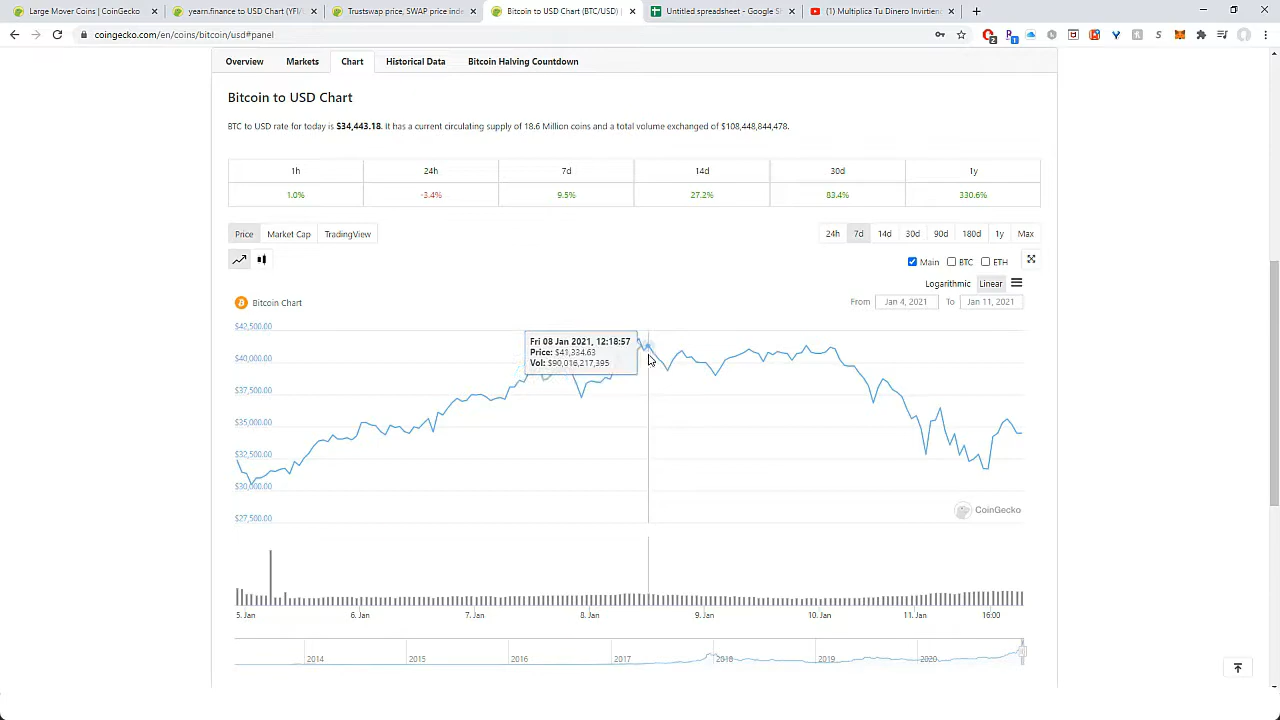 Large Mover Coins | CoinGecko
yearn.finance to USD Chart (YFI/
Trustswap price, SWAP price inde
Bitcoin to USD Chart (BTC/USD)
Untitled spreadsheet - Google Sh
(1) Multiplica Tu Dinero Invirtien
coingecko.com/en/coins/bitcoin/usd#panel
Overview
Markets
Chart
Historical Data
Bitcoin Halving Countdown
Bitcoin to USD Chart
BTC to USD rate for today is $34,443.18. It has a current circulating supply of 18.6 Million coins and a total volume exchanged of $108,448,844,478.
1h 24h 7d 14d 30d 1y
1.0% -3.4% 9.5% 27.2% 83.4% 330.6%
Price Market Cap TradingView
24h 7d 14d 30d 90d 180d 1y Max
Main BTC ETH
Logarithmic Linear
Bitcoin Chart
From Jan 4, 2021 To Jan 11, 2021
$42,500.00
Fri 08 Jan 2021, 12:18:57
Price: $41,334.63
Vol: $90,016,217,395
$40,000.00
$37,500.00
$35,000.00
$32,500.00
$30,000.00
$27,500.00
CoinGecko
5. Jan 6. Jan 7. Jan 8. Jan 9. Jan 10. Jan 11. Jan 16:00
2014 2015 2016 2017 2018 2019 2020